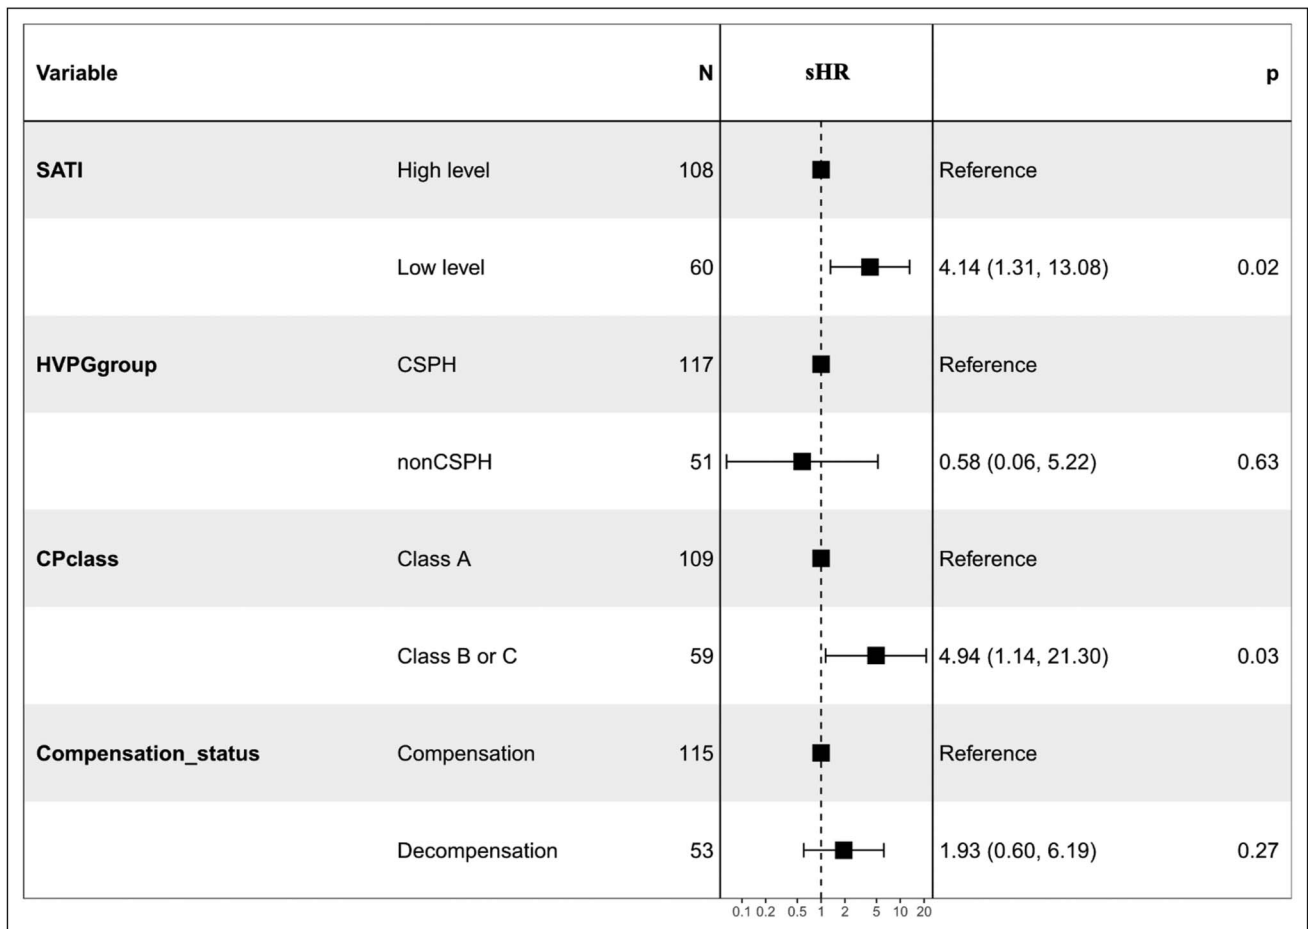 Variable N sHR p
SATI High level 108 Reference
Low level 60 4.14 (1.31, 13.08) 0.02
HVPGgroup CSPH 117 Reference
nonCSPH 51 0.58 (0.06, 5.22) 0.63
CPclass Class A 109 Reference
Class B or C 59 4.94 (1.14, 21.30) 0.03
Compensation_status Compensation 115 Reference
Decompensation 53 1.93 (0.60, 6.19) 0.27
0.1 0.2 0.5 1 2 5 10 20